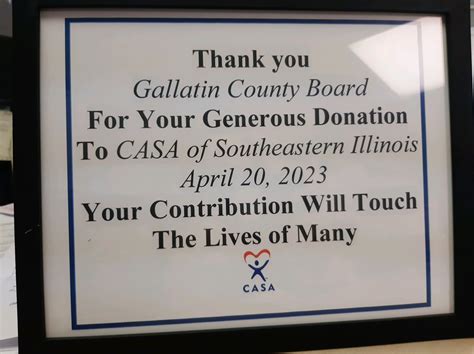 Thank you
Gallatin County Board
For Your Generous Donation
To CASA of Southeastern Illinois
April 20, 2023
Your Contribution Will Touch
The Lives of Many
CASA